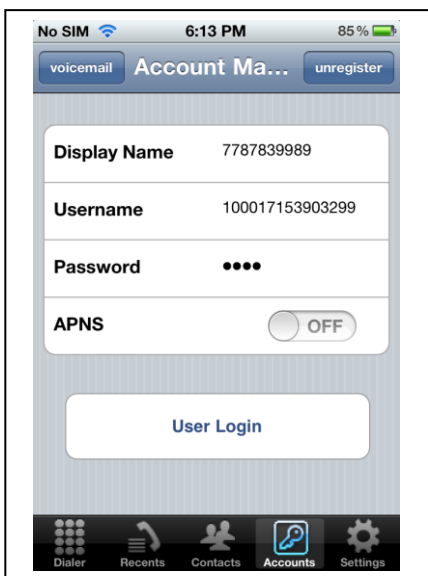 No SIM 6:13 PM 85%
voicemail Account Ma... unregister
Display Name 7787839989
Username 100017153903299
Password ••••
APNS OFF
User Login
Dialer Recents Contacts Accounts Settings